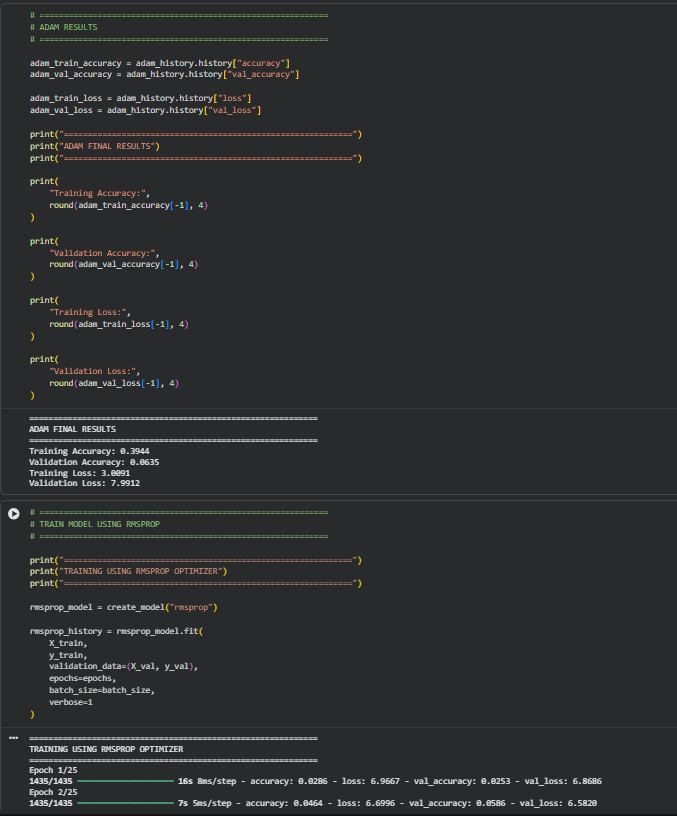 # ============================================================
# ADAM RESULTS
# ============================================================
adam_train_accuracy = adam_history.history["accuracy"]
adam_val_accuracy = adam_history.history["val_accuracy"]
adam_train_loss = adam_history.history["loss"]
adam_val_loss = adam_history.history["val_loss"]
print("============================================================")
print("ADAM FINAL RESULTS")
print("============================================================")
print(
    "Training Accuracy:",
    round(adam_train_accuracy[-1], 4)
)
print(
    "Validation Accuracy:",
    round(adam_val_accuracy[-1], 4)
)
print(
    "Training Loss:",
    round(adam_train_loss[-1], 4)
)
print(
    "Validation Loss:",
    round(adam_val_loss[-1], 4)
)
============================================================
ADAM FINAL RESULTS
============================================================
Training Accuracy: 0.3944
Validation Accuracy: 0.0635
Training Loss: 3.0091
Validation Loss: 7.9912
# ============================================================
# TRAIN MODEL USING RMSPROP
# ============================================================
print("============================================================")
print("TRAINING USING RMSPROP OPTIMIZER")
print("============================================================")
rmsprop_model = create_model("rmsprop")
rmsprop_history = rmsprop_model.fit(
    X_train,
    y_train,
    validation_data=(X_val, y_val),
    epochs=epochs,
    batch_size=batch_size,
    verbose=1
)
============================================================
TRAINING USING RMSPROP OPTIMIZER
============================================================
Epoch 1/25
1435/1435 ━━━━━━━━━━━━━━━━━━━━ 16s 8ms/step - accuracy: 0.0286 - loss: 6.9667 - val_accuracy: 0.0253 - val_loss: 6.8686
Epoch 2/25
1435/1435 ━━━━━━━━━━━━━━━━━━━━ 7s 5ms/step - accuracy: 0.0464 - loss: 6.6996 - val_accuracy: 0.0586 - val_loss: 6.5820